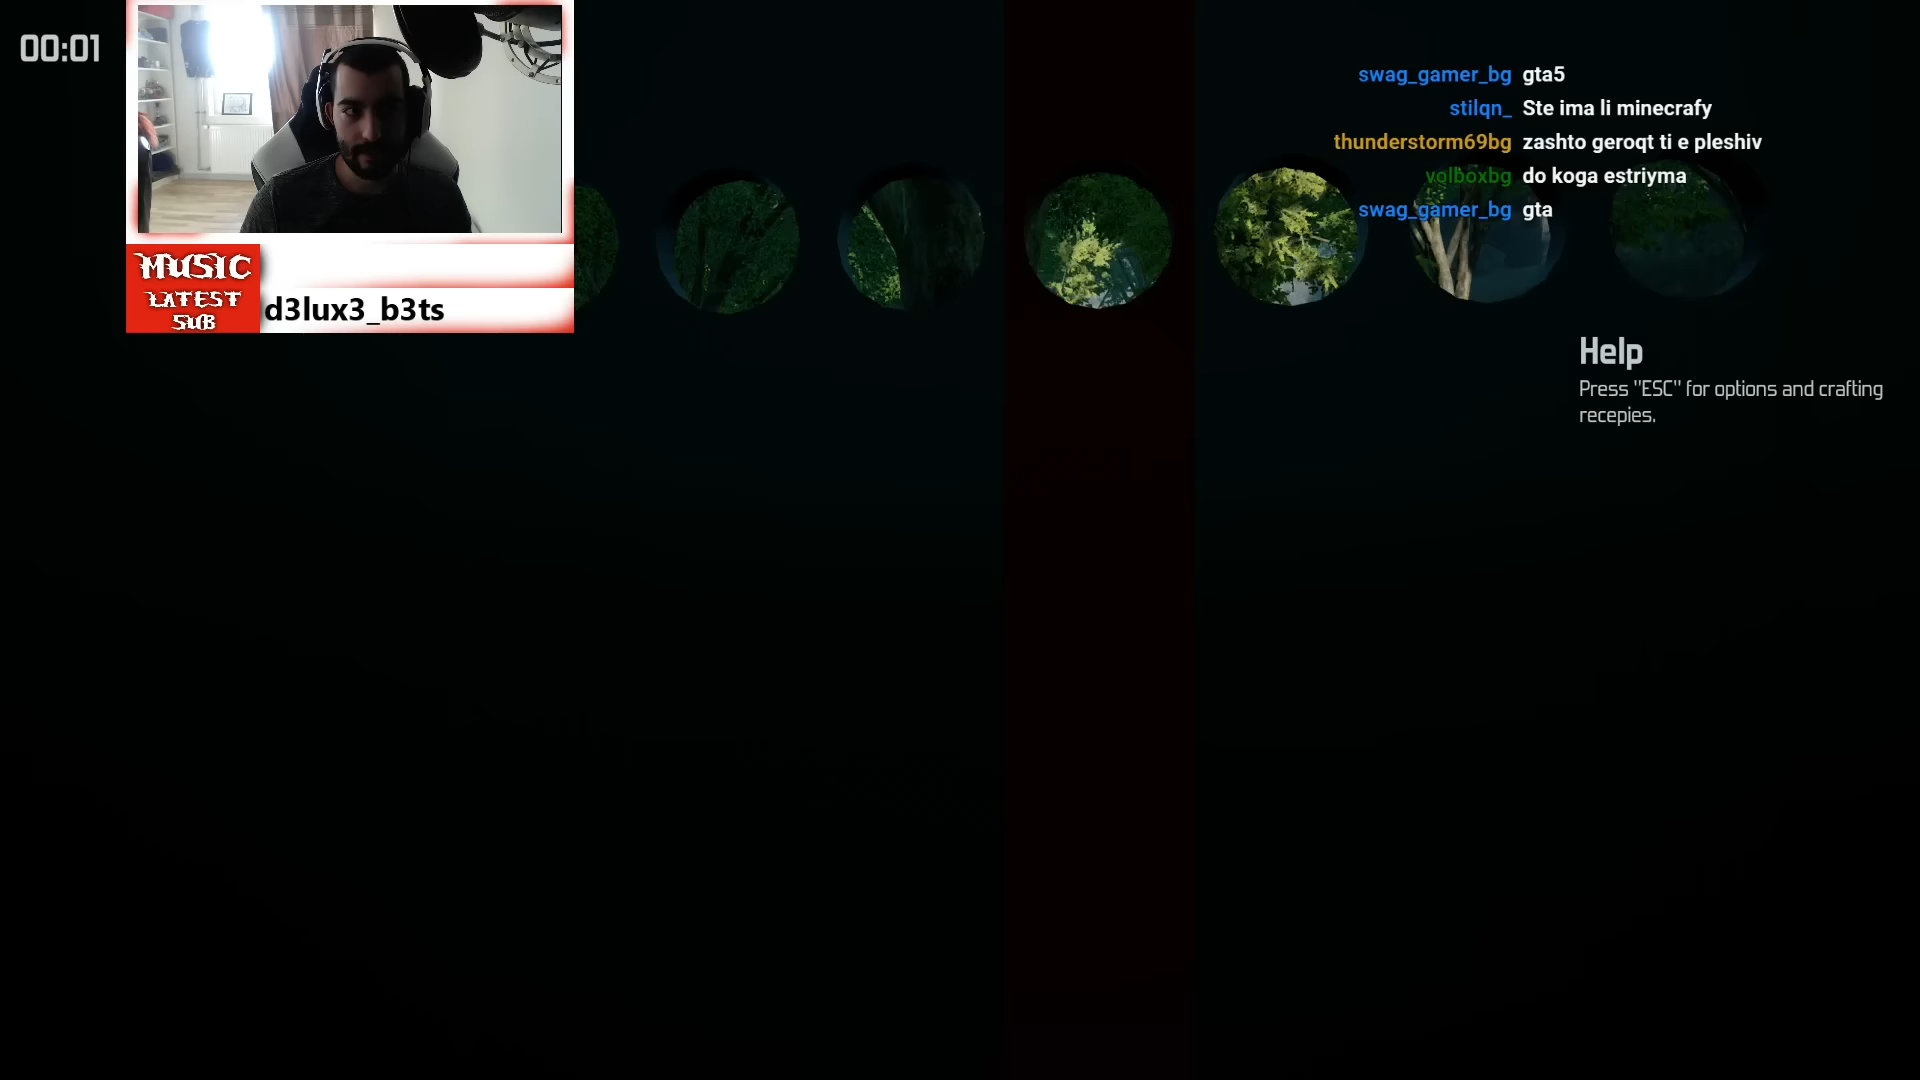 00:01
MUSIC
LATEST
SUB
d3lux3_b3ts
swag_gamer_bg gta5
stilqn_ Ste ima li minecrafy
thunderstorm69bg zashto geroqt ti e pleshiv
volboxbg do koga estriyma
swag_gamer_bg gta
Help
Press "ESC" for options and crafting
recepies.